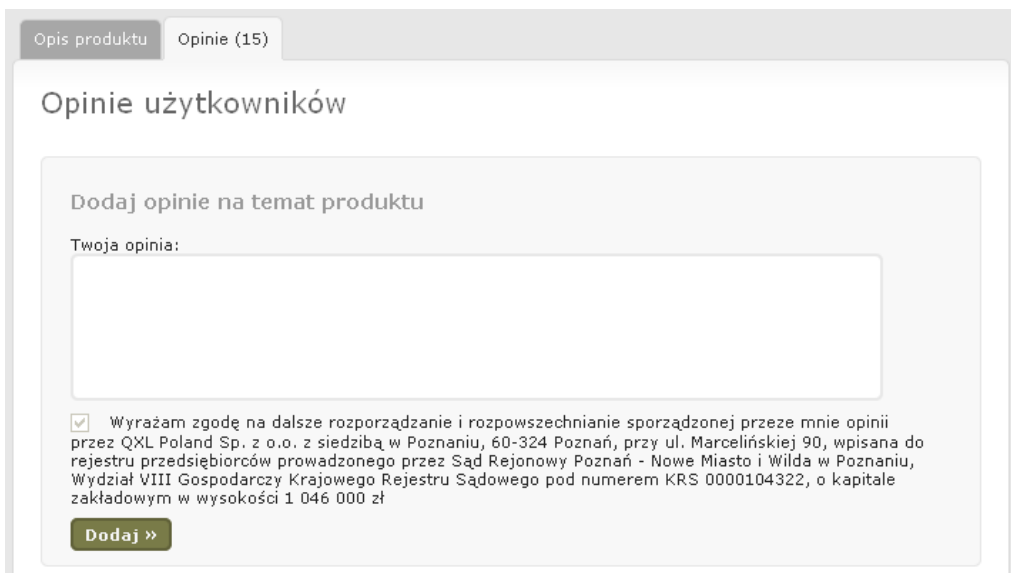 Opis produktu
Opinie (15)
Opinie użytkowników
Dodaj opinie na temat produktu
Twoja opinia:
Wyrażam zgodę na dalsze rozporządzanie i rozpowszechnianie sporządzonej przeze mnie opinii
przez QXL Poland Sp. z o.o. z siedzibą w Poznaniu, 60-324 Poznań, przy ul. Marcelińskiej 90, wpisana do
rejestru przedsiębiorców prowadzonego przez Sąd Rejonowy Poznań - Nowe Miasto i Wilda w Poznaniu,
Wydział VIII Gospodarczy Krajowego Rejestru Sądowego pod numerem KRS 0000104322, o kapitale
zakładowym w wysokości 1 046 000 zł
Dodaj »